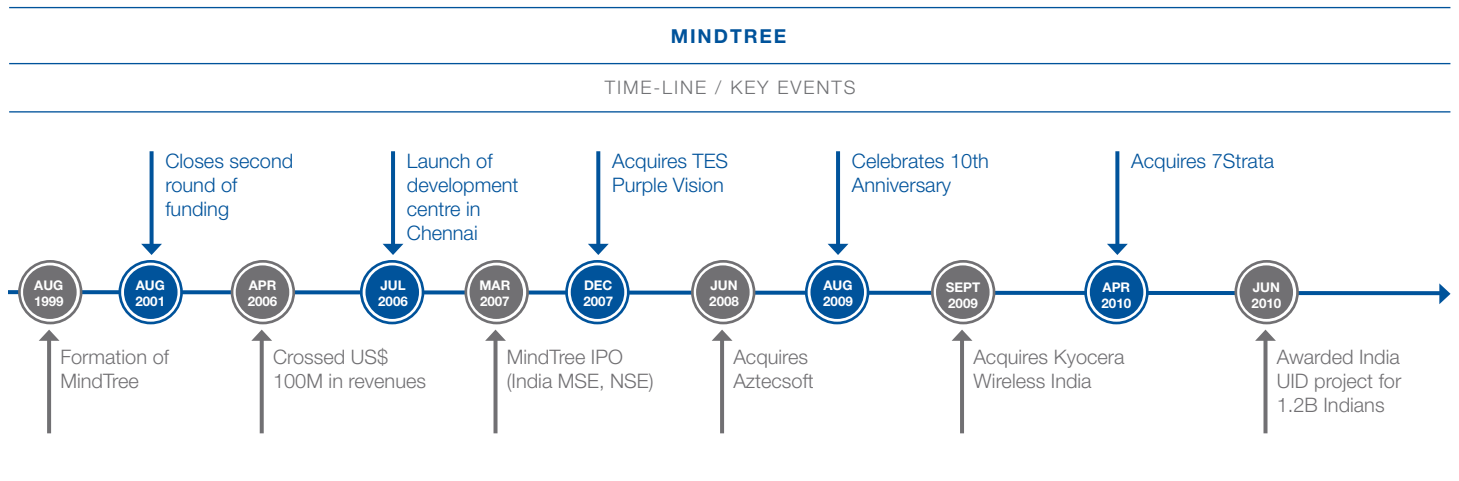 MINDTREE
TIME-LINE / KEY EVENTS
Closes second
round of
funding
Launch of
development
centre in
Chennai
Acquires TES
Purple Vision
Celebrates 10th
Anniversary
Acquires 7Strata
AUG
1999
AUG
2001
APR
2006
JUL
2006
MAR
2007
DEC
2007
JUN
2008
AUG
2009
SEPT
2009
APR
2010
JUN
2010
Formation of
MindTree
Crossed US$
100M in revenues
MindTree IPO
(India MSE, NSE)
Acquires
Aztecsoft
Acquires Kyocera
Wireless India
Awarded India
UID project for
1.2B Indians